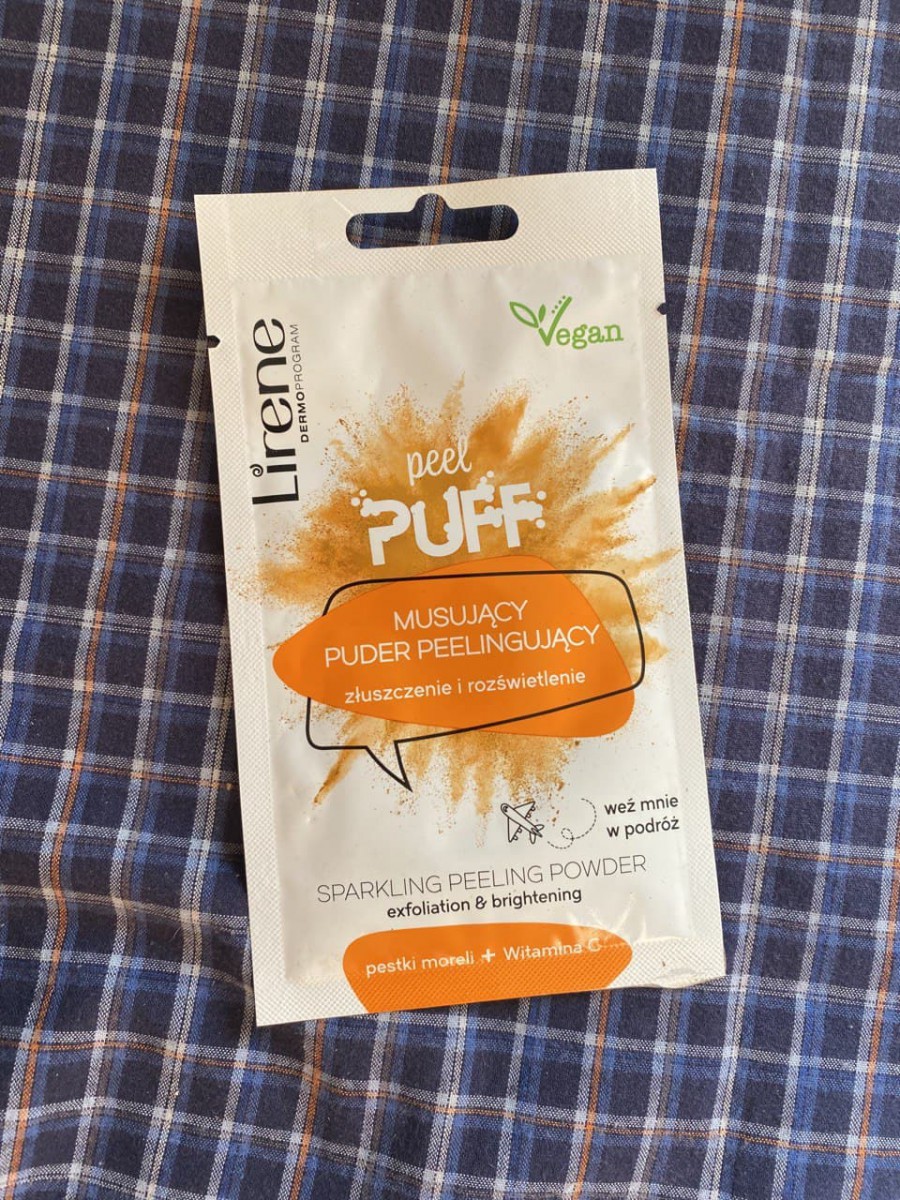 Lirene
DERMOPROGRAM
Vegan
peel
PUFF
MUSUJĄCY
PUDER PEELINGUJĄCY
złuszczenie i rozświetlenie
weź mnie
w podróż
SPARKLING PEELING POWDER
exfoliation & brightening
pestki moreli + Witamina C